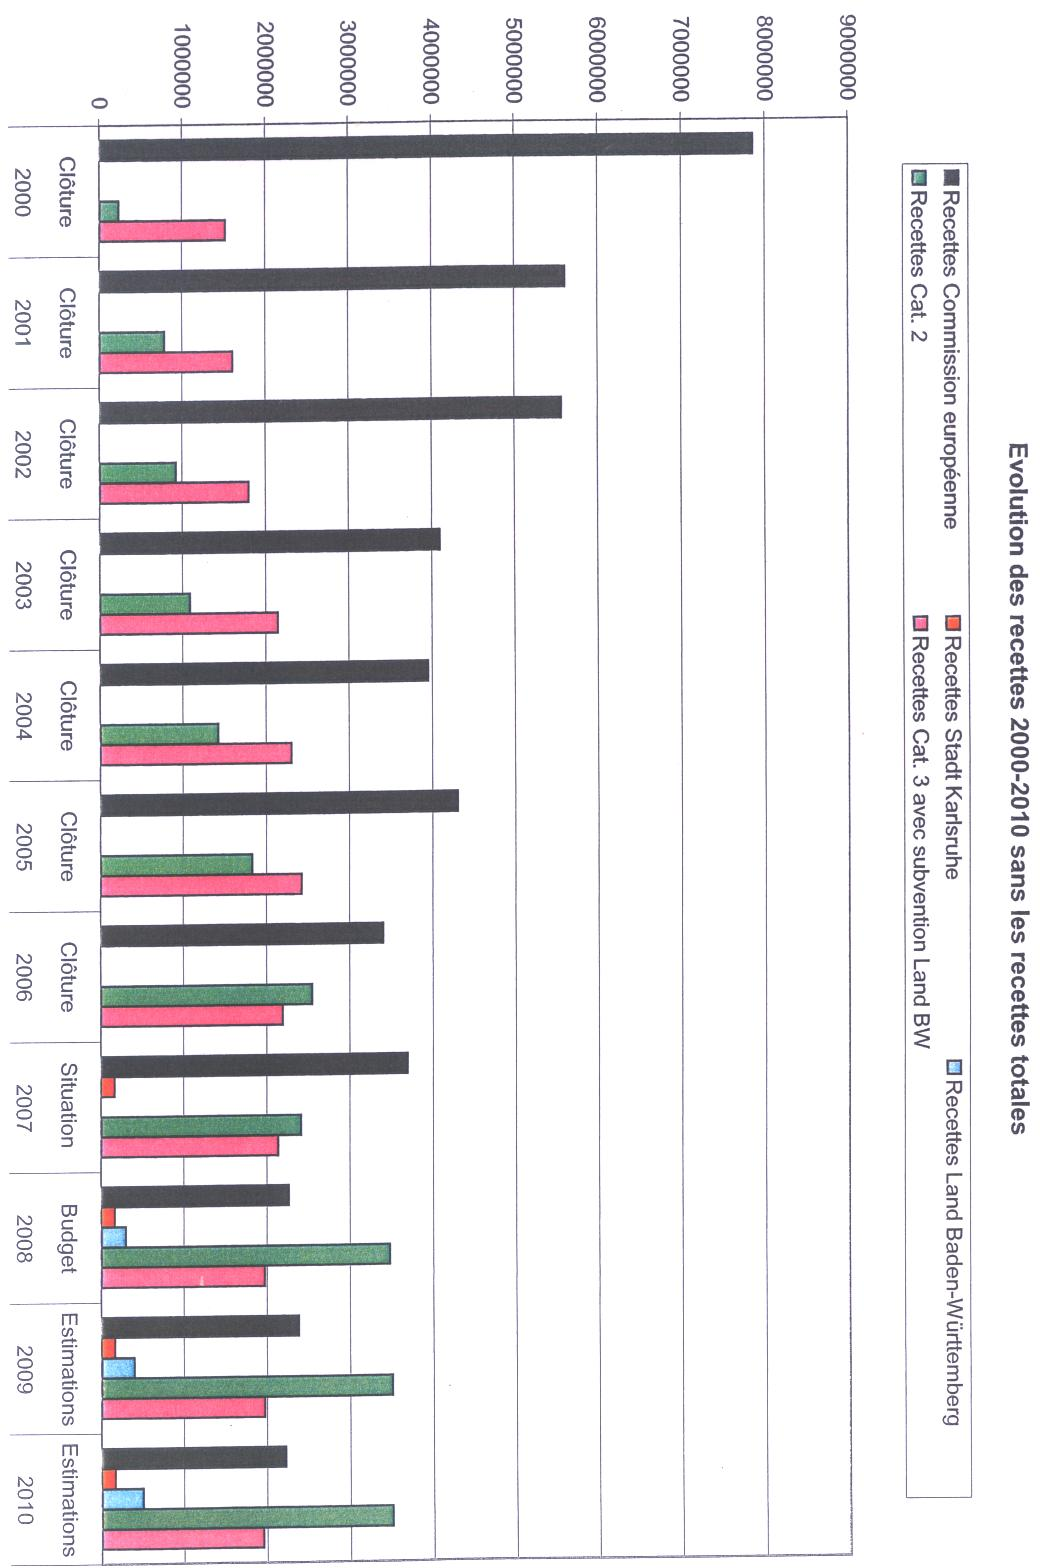 Evolution des recettes 2000-2010 sans les recettes totales
Recettes Commission européenne
Recettes Stadt Karlsruhe
Recettes Land Baden-Württemberg
Recettes Cat. 2
Recettes Cat. 3 avec subvention Land BW
9000000
8000000
7000000
6000000
5000000
4000000
3000000
2000000
1000000
0
Clôture Clôture Clôture Clôture Clôture Clôture Clôture Situation Budget Estimations Estimations
2000 2001 2002 2003 2004 2005 2006 2007 2008 2009 2010